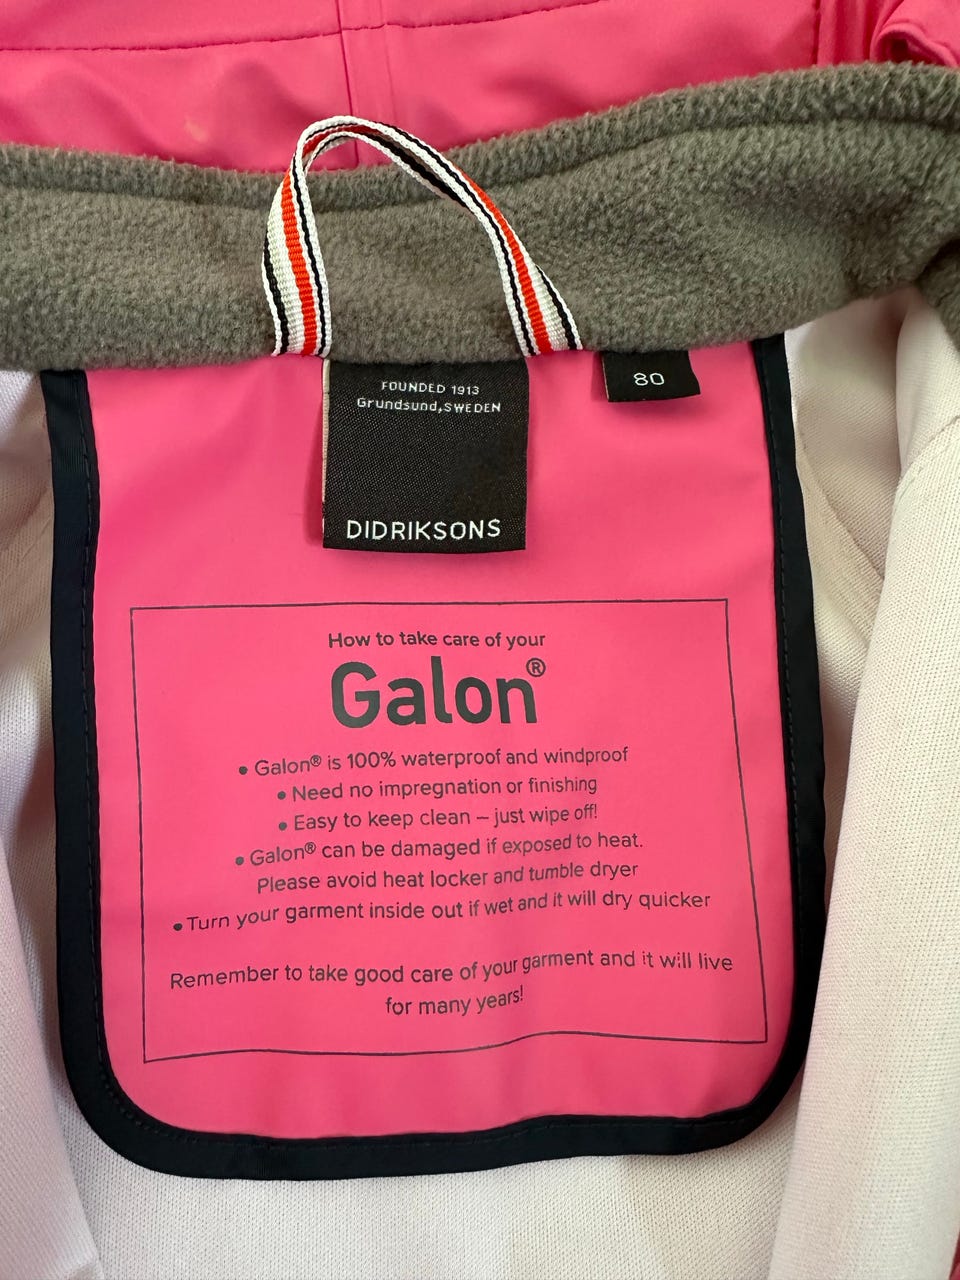 FOUNDED 1913
Grundsund,SWEDEN
80
DIDRIKSONS
How to take care of your
Galon®
• Galon® is 100% waterproof and windproof
• Need no impregnation or finishing
• Easy to keep clean – just wipe off!
• Galon® can be damaged if exposed to heat.
Please avoid heat locker and tumble dryer
• Turn your garment inside out if wet and it will dry quicker
Remember to take good care of your garment and it will live
for many years!